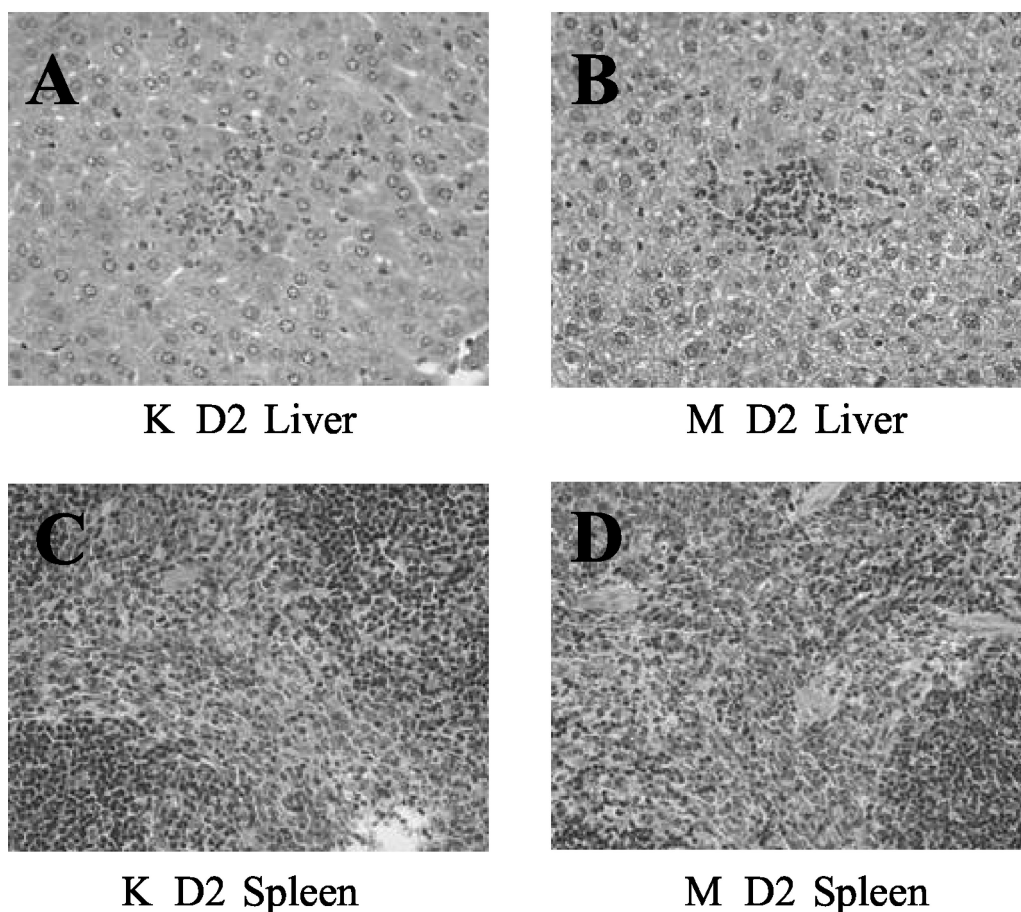 A
B
K D2 Liver
M D2 Liver
C
D
K D2 Spleen
M D2 Spleen